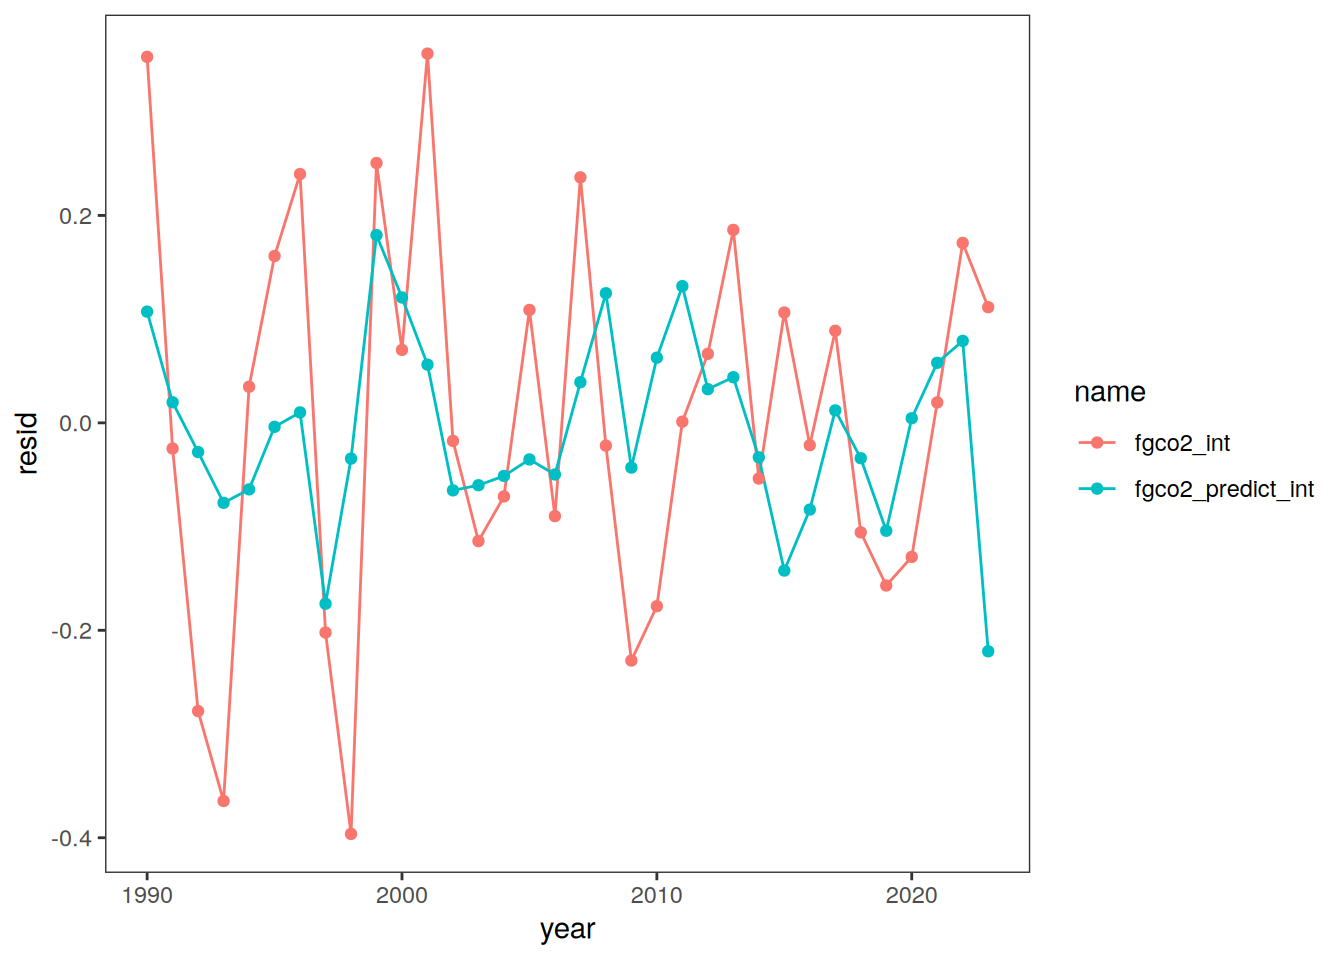 resid
0.2
0.0
-0.2
-0.4
1990 2000 2010 2020
year
name
fgco2_int
fgco2_predict_int